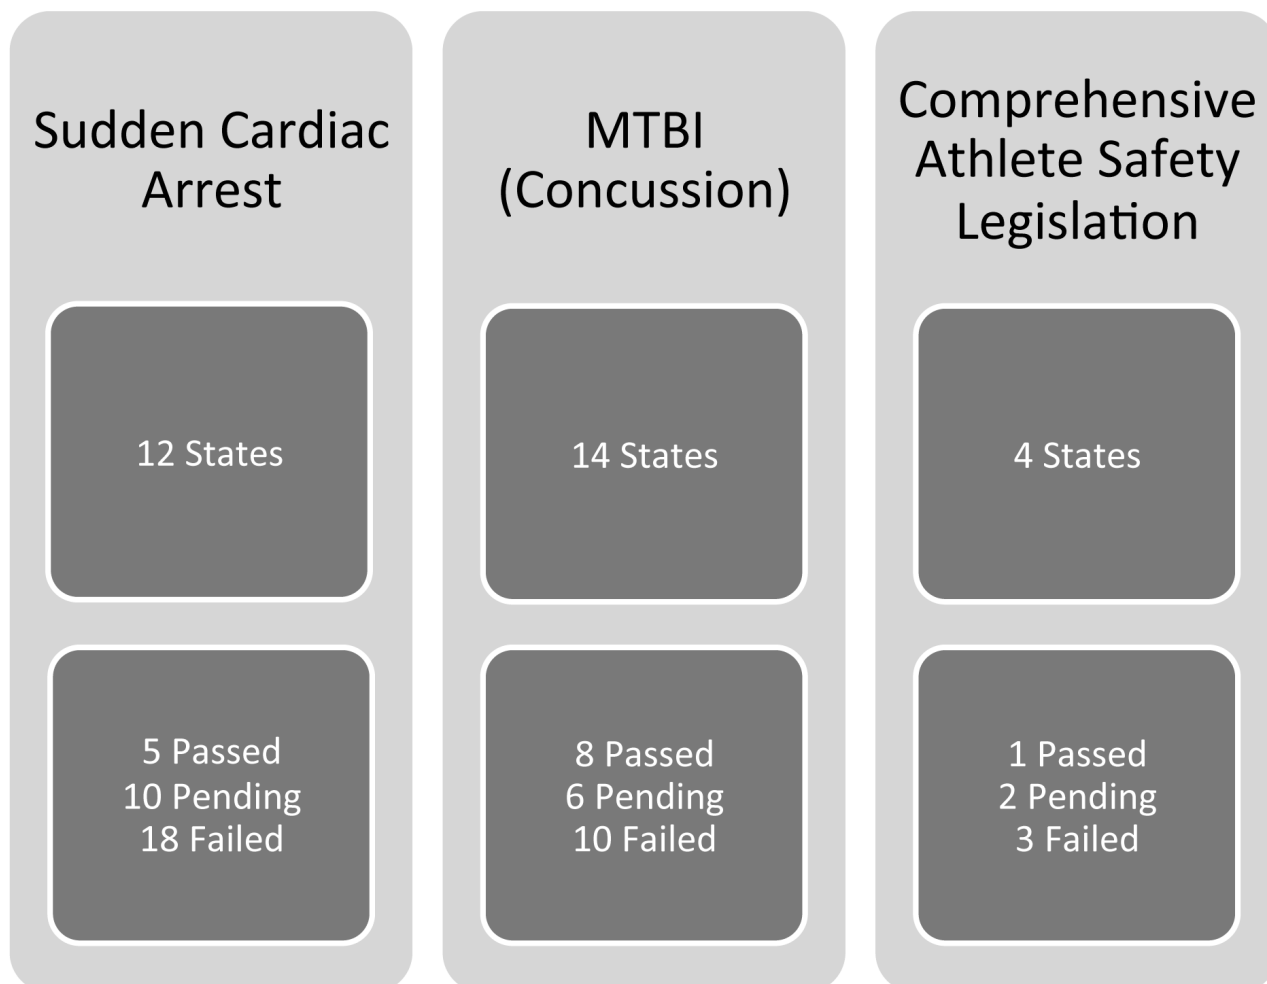 Sudden Cardiac
Arrest
12 States
5 Passed
10 Pending
18 Failed
MTBI
(Concussion)
14 States
8 Passed
6 Pending
10 Failed
Comprehensive
Athlete Safety
Legislation
4 States
1 Passed
2 Pending
3 Failed